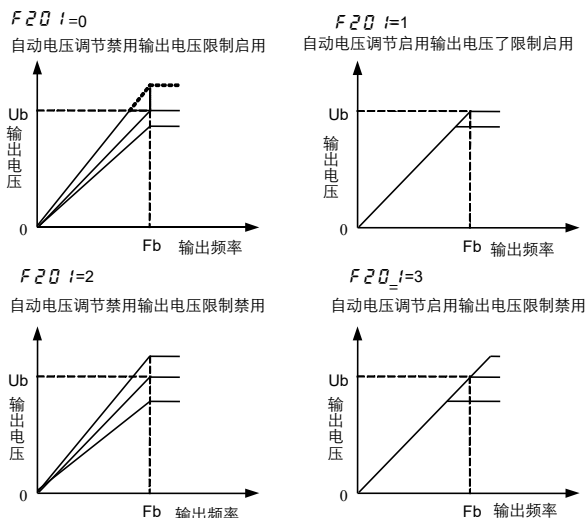 F201=0
自动电压调节禁用输出电压限制启用
Ub
输出电压
0
Fb 输出频率
F201=1
自动电压调节启用输出电压了限制启用
Ub
输出电压
0
Fb 输出频率
F201=2
自动电压调节禁用输出电压限制禁用
Ub
输出电压
0
Fb 输出频率
F20_1=3
自动电压调节启用输出电压限制禁用
Ub
输出电压
0
Fb 输出频率